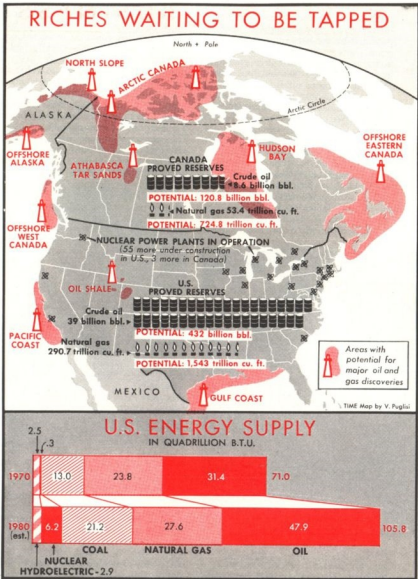 RICHES WAITING TO BE TAPPED
North + Pole
NORTH SLOPE
ARCTIC CANADA
Arctic Circle
ALASKA
OFFSHORE
ALASKA
ATHABASCA
TAR SANDS
HUDSON
BAY
OFFSHORE
EASTERN
CANADA
CANADA
PROVED RESERVES
Crude oil
8.6 billion bbl.
POTENTIAL: 120.8 billion bbl.
Natural gas 53.4 trillion cu. ft.
POTENTIAL: 724.8 trillion cu. ft.
OFFSHORE
WEST
CANADA
NUCLEAR POWER PLANTS IN OPERATION
(55 more under construction
in U.S., 3 more in Canada)
OIL SHALE
U.S.
PROVED RESERVES
Crude oil
39 billion bbl.
POTENTIAL: 432 billion bbl.
Natural gas
290.7 trillion cu. ft.
POTENTIAL: 1,543 trillion cu. ft.
PACIFIC
COAST
Areas with
potential for
major oil and
gas discoveries
MEXICO
GULF COAST
TIME Map by V. Puglisi
U.S. ENERGY SUPPLY
IN QUADRILLION B.T.U.
2.5
.3
1970
13.0
23.8
31.4
71.0
1980
(est.)
6.2
21.2
27.6
47.9
105.8
COAL
NATURAL GAS
OIL
NUCLEAR
HYDROELECTRIC-2.9